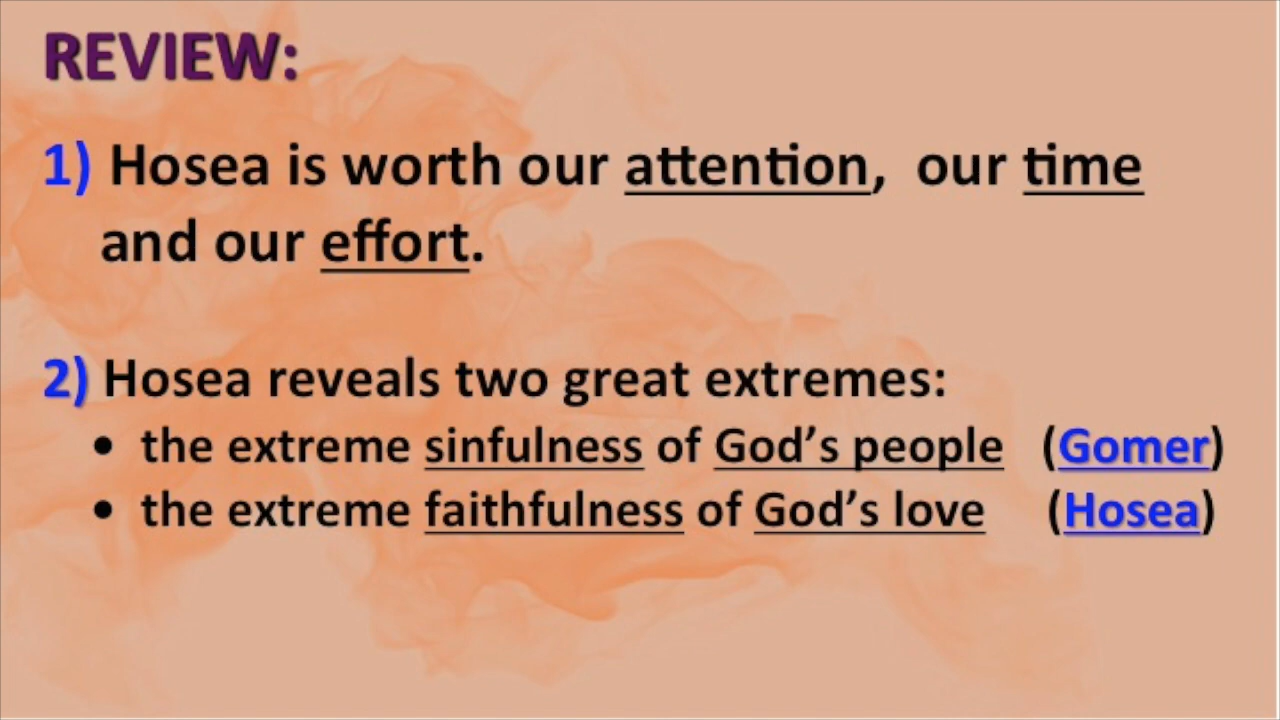 REVIEW:
1) Hosea is worth our attention, our time
and our effort.
2) Hosea reveals two great extremes:
• the extreme sinfulness of God’s people (Gomer)
• the extreme faithfulness of God’s love (Hosea)